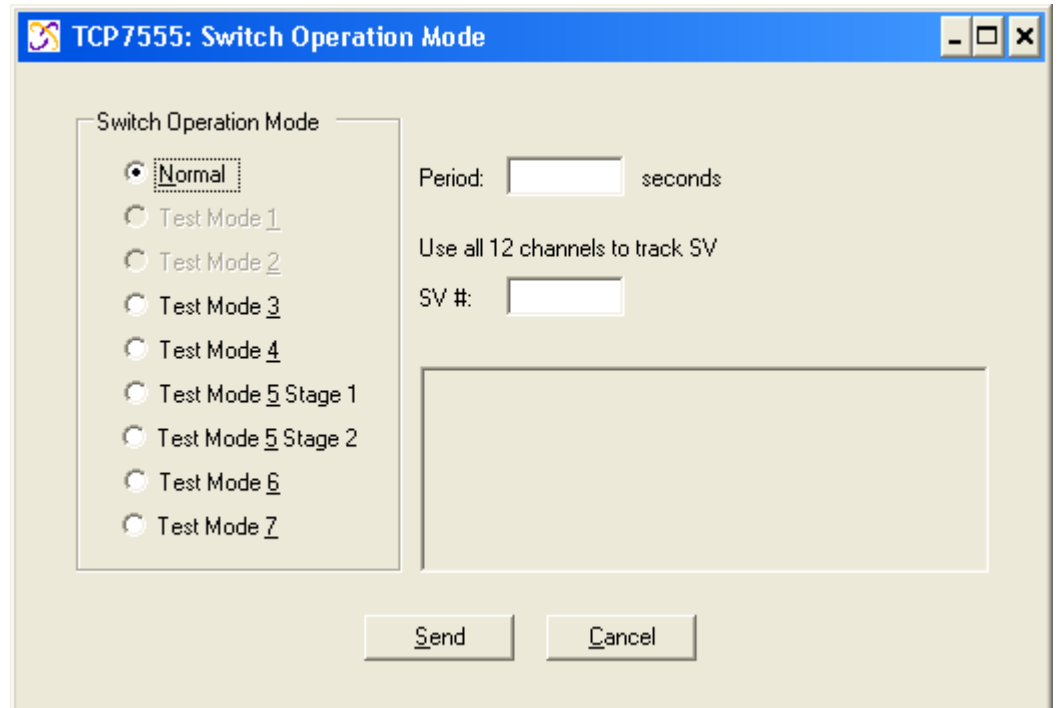 TCP7555: Switch Operation Mode
Switch Operation Mode
Normal
Test Mode 1
Test Mode 2
Test Mode 3
Test Mode 4
Test Mode 5 Stage 1
Test Mode 5 Stage 2
Test Mode 6
Test Mode 7
Period: seconds
Use all 12 channels to track SV
SV #:
Send Cancel